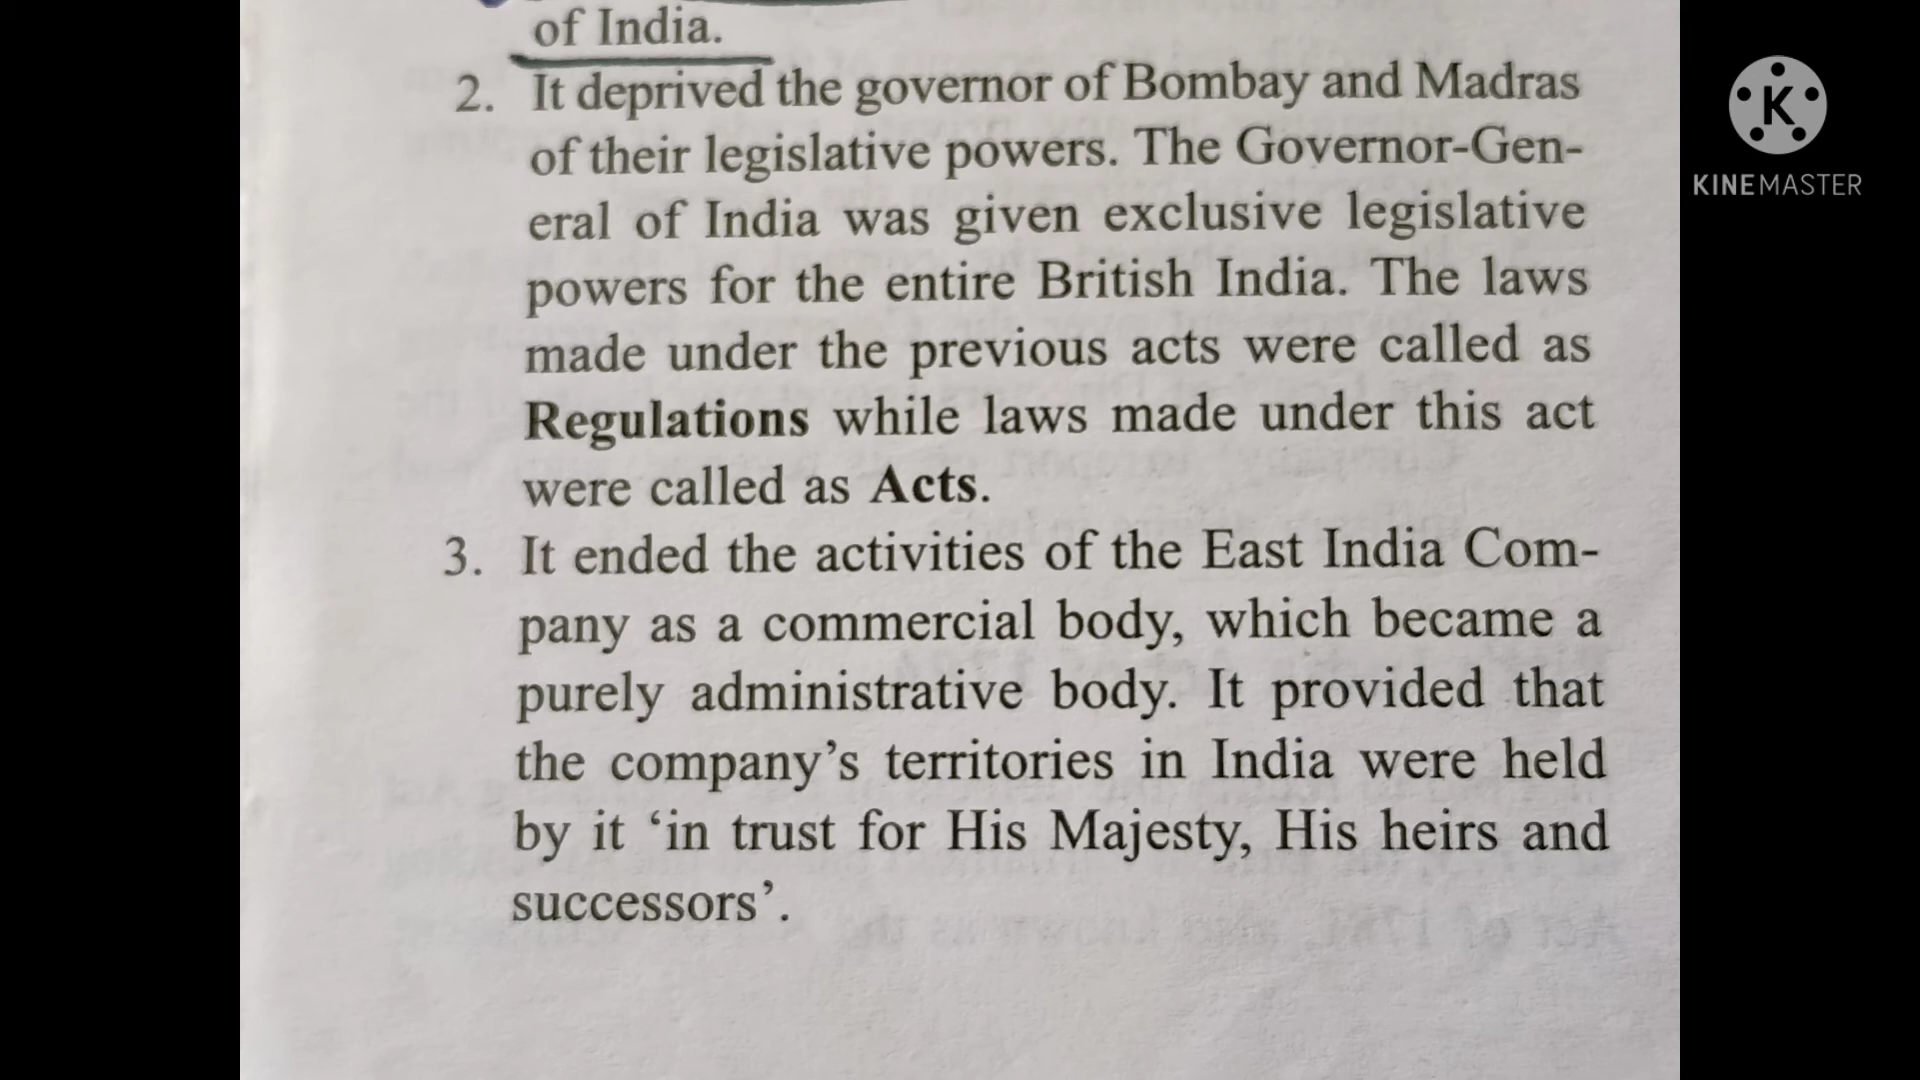 of India.
2. It deprived the governor of Bombay and Madras
of their legislative powers. The Governor-Gen-
eral of India was given exclusive legislative
powers for the entire British India. The laws
made under the previous acts were called as
Regulations while laws made under this act
were called as Acts.
3. It ended the activities of the East India Com-
pany as a commercial body, which became a
purely administrative body. It provided that
the company’s territories in India were held
by it ‘in trust for His Majesty, His heirs and
successors’.
K
KINEMASTER